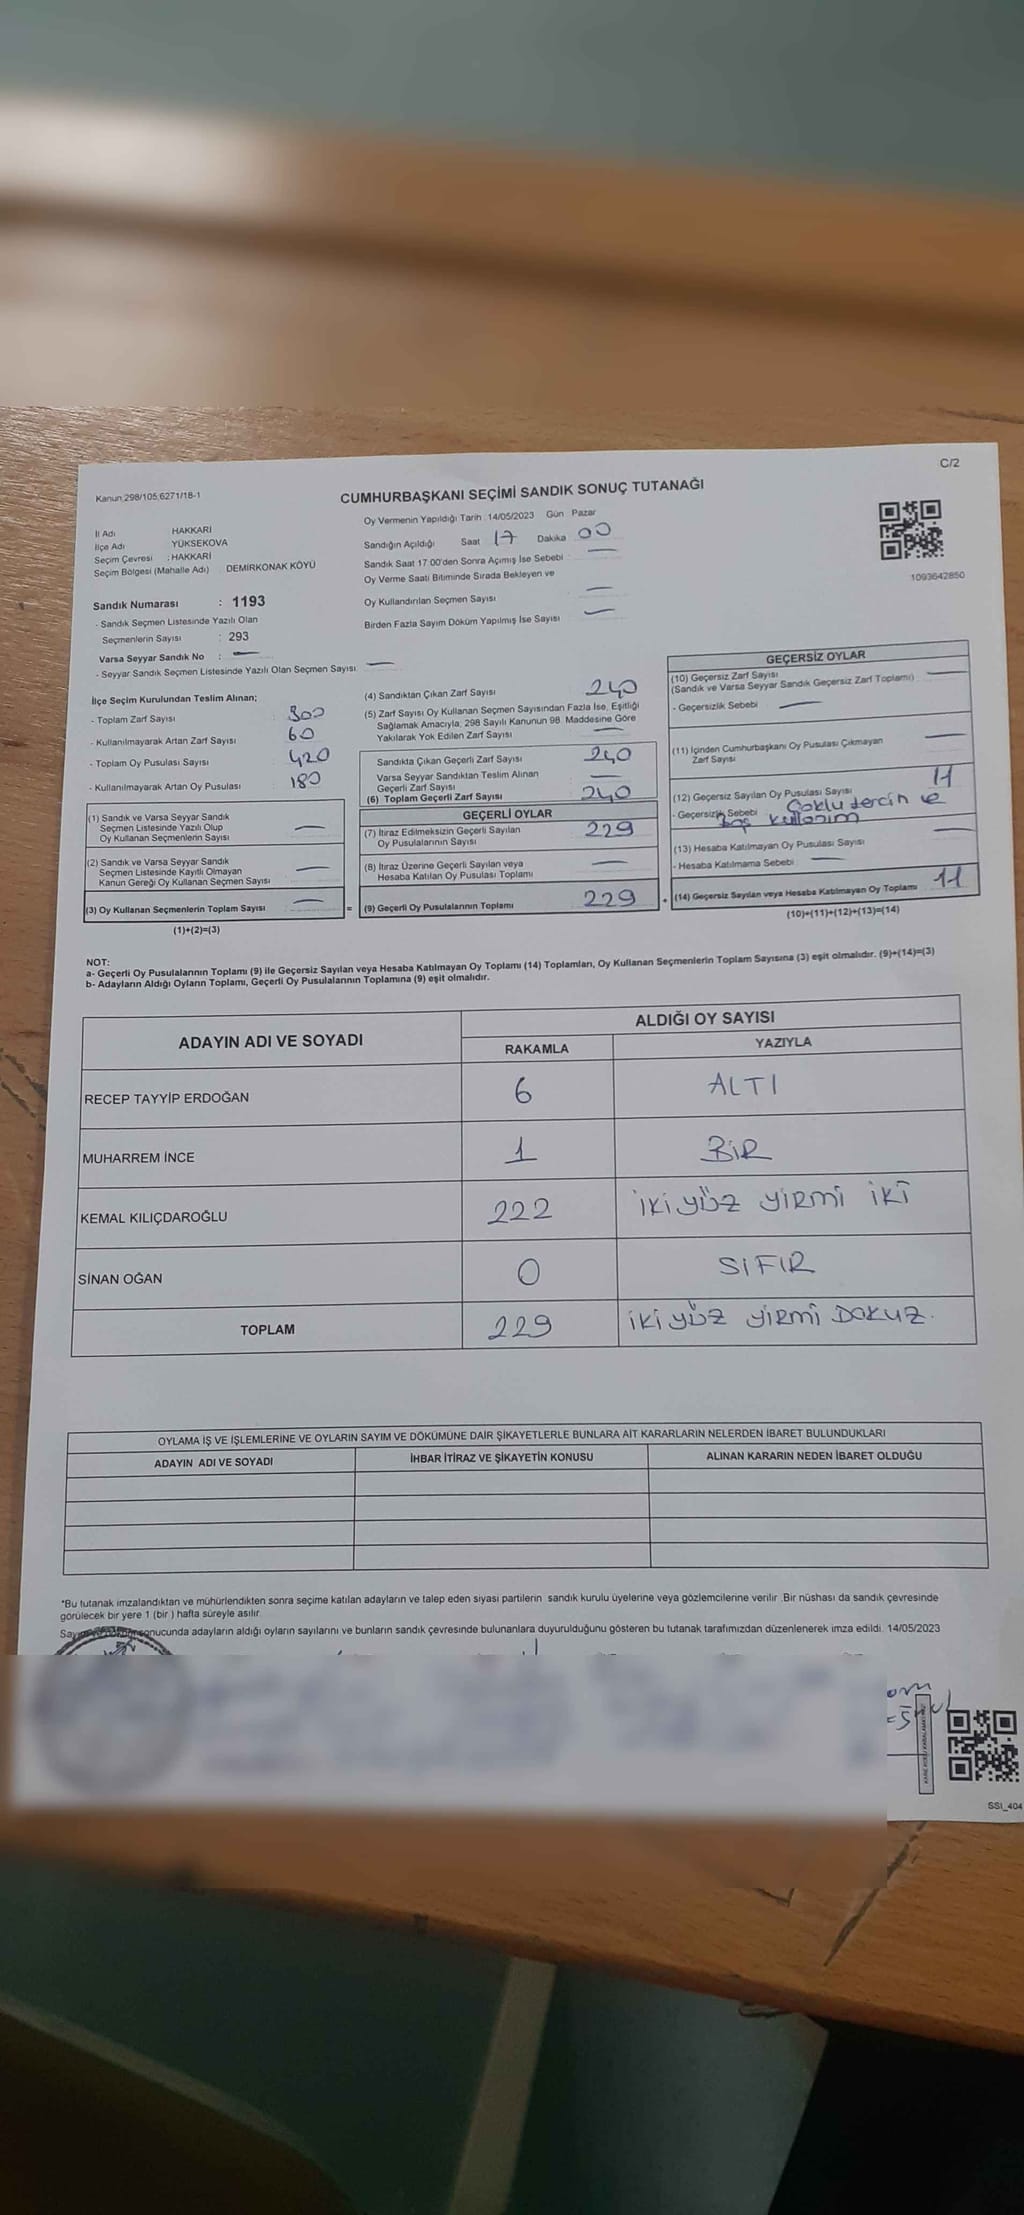 C/2
Kanun 298/105;6271/18-1
CUMHURBAŞKANI SEÇİMİ SANDIK SONUÇ TUTANAĞI
İl Adı HAKKARİ
İlçe Adı YÜKSEKOVA
Seçim Çevresi : HAKKARİ
Seçim Bölgesi (Mahalle Adı) DEMİRKONAK KÖYÜ
Sandık Numarası : 1193
- Sandık Seçmen Listesinde Yazılı Olan
Seçmenlerin Sayısı : 293
Varsa Seyyar Sandık No : —
- Seyyar Sandık Seçmen Listesinde Yazılı Olan Seçmen Sayısı —
Oy Vermenin Yapıldığı Tarih : 14/05/2023 Gün Pazar
Sandığın Açıldığı Saat 17 Dakika 00
Sandık Saat 17:00'den Sonra Açımış İse Sebebi —
Oy Verme Saati Bitiminde Sırada Bekleyen ve
Oy Kullandırılan Seçmen Sayısı —
Birden Fazla Sayım Döküm Yapılmış İse Sayısı —
1093642850
İlçe Seçim Kurulundan Teslim Alınan;
- Toplam Zarf Sayısı 300
- Kullanılmayarak Artan Zarf Sayısı 60
- Toplam Oy Pusulası Sayısı 420
- Kullanılmayarak Artan Oy Pusulası 180
(1) Sandık ve Varsa Seyyar Sandık
Seçmen Listesinde Yazılı Olup
Oy Kullanan Seçmenlerin Sayısı —
(2) Sandık ve Varsa Seyyar Sandık
Seçmen Listesinde Kayıtlı Olmayan
Kanun Gereği Oy Kullanan Seçmen Sayısı —
(3) Oy Kullanan Seçmenlerin Toplam Sayısı —
(1)+(2)=(3)
(4) Sandıktan Çıkan Zarf Sayısı 240
(5) Zarf Sayısı Oy Kullanan Seçmen Sayısından Fazla İse, Eşitliği
Sağlamak Amacıyla; 298 Sayılı Kanunun 98. Maddesine Göre
Yakılarak Yok Edilen Zarf Sayısı —
Sandıkta Çıkan Geçerli Zarf Sayısı 240
Varsa Seyyar Sandıktan Teslim Alınan
Geçerli Zarf Sayısı —
(6) Toplam Geçerli Zarf Sayısı 240
GEÇERLİ OYLAR
(7) İtiraz Edilmeksizin Geçerli Sayılan
Oy Pusulalarının Sayısı 229
(8) İtiraz Üzerine Geçerli Sayılan veya
Hesaba Katılan Oy Pusulası Toplamı —
= (9) Geçerli Oy Pusulalarının Toplamı 229
GEÇERSİZ OYLAR
(10) Geçersiz Zarf Sayısı —
(Sandık ve Varsa Seyyar Sandık Geçersiz Zarf Toplamı)
- Geçersizlik Sebebi —
(11) İçinden Cumhurbaşkanı Oy Pusulası Çıkmayan
Zarf Sayısı —
(12) Geçersiz Sayılan Oy Pusulası Sayısı 11
- Geçersizlik Sebebi Çoklu tercih ve
Boş kullanım
(13) Hesaba Katılmayan Oy Pusulası Sayısı —
- Hesaba Katılmama Sebebi —
+ (14) Geçersiz Sayılan veya Hesaba Katılmayan Oy Toplamı 11
(10)+(11)+(12)+(13)=(14)
NOT:
a- Geçerli Oy Pusulalarının Toplamı (9) ile Geçersiz Sayılan veya Hesaba Katılmayan Oy Toplamı (14) Toplamları, Oy Kullanan Seçmenlerin Toplam Sayısına (3) eşit olmalıdır. (9)+(14)=(3)
b- Adayların Aldığı Oyların Toplamı, Geçerli Oy Pusulalarının Toplamına (9) eşit olmalıdır.
ADAYIN ADI VE SOYADI ALDIĞI OY SAYISI
RAKAMLA YAZIYLA
RECEP TAYYİP ERDOĞAN 6 ALTI
MUHARREM İNCE 1 BİR
KEMAL KILIÇDAROĞLU 222 İKİ YÜZ YİRMİ İKİ
SİNAN OĞAN 0 SIFIR
TOPLAM 229 İKİ YÜZ YİRMİ DOKUZ.
OYLAMA İŞ VE İŞLEMLERİNE VE OYLARIN SAYIM VE DÖKÜMÜNE DAİR ŞİKAYETLERLE BUNLARA AİT KARARLARIN NELERDEN İBARET BULUNDUKLARI
ADAYIN ADI VE SOYADI İHBAR İTİRAZ VE ŞİKAYETİN KONUSU ALINAN KARARIN NEDEN İBARET OLDUĞU
*Bu tutanak imzalandıktan ve mühürlendikten sonra seçime katılan adayların ve talep eden siyasi partilerin sandık kurulu üyelerine veya gözlemcilerine verilir. Bir nüshası da sandık çevresinde
görülecek bir yere 1 (bir) hafta süreyle asılır.
sonucunda adayların aldığı oyların sayılarını ve bunların sandık çevresinde bulunanlara duyurulduğunu gösteren bu tutanak tarafımızdan düzenlenerek imza edildi. 14/05/2023
SSI_404